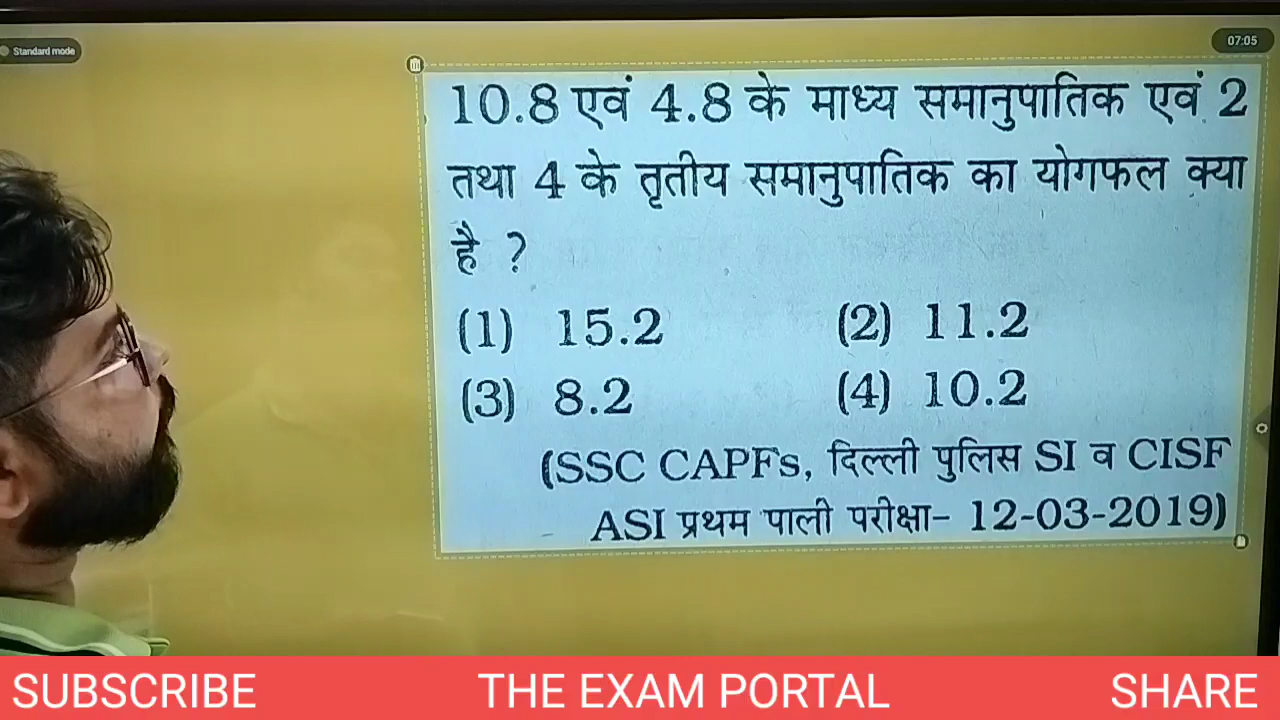 Standard mode
07:05
10.8 एवं 4.8 के माध्य समानुपातिक एवं 2
तथा 4 के तृतीय समानुपातिक का योगफल क्या
है ?
(1) 15.2 (2) 11.2
(3) 8.2 (4) 10.2
(SSC CAPFs, दिल्ली पुलिस SI व CISF
ASI प्रथम पाली परीक्षा- 12-03-2019)
SUBSCRIBE THE EXAM PORTAL SHARE